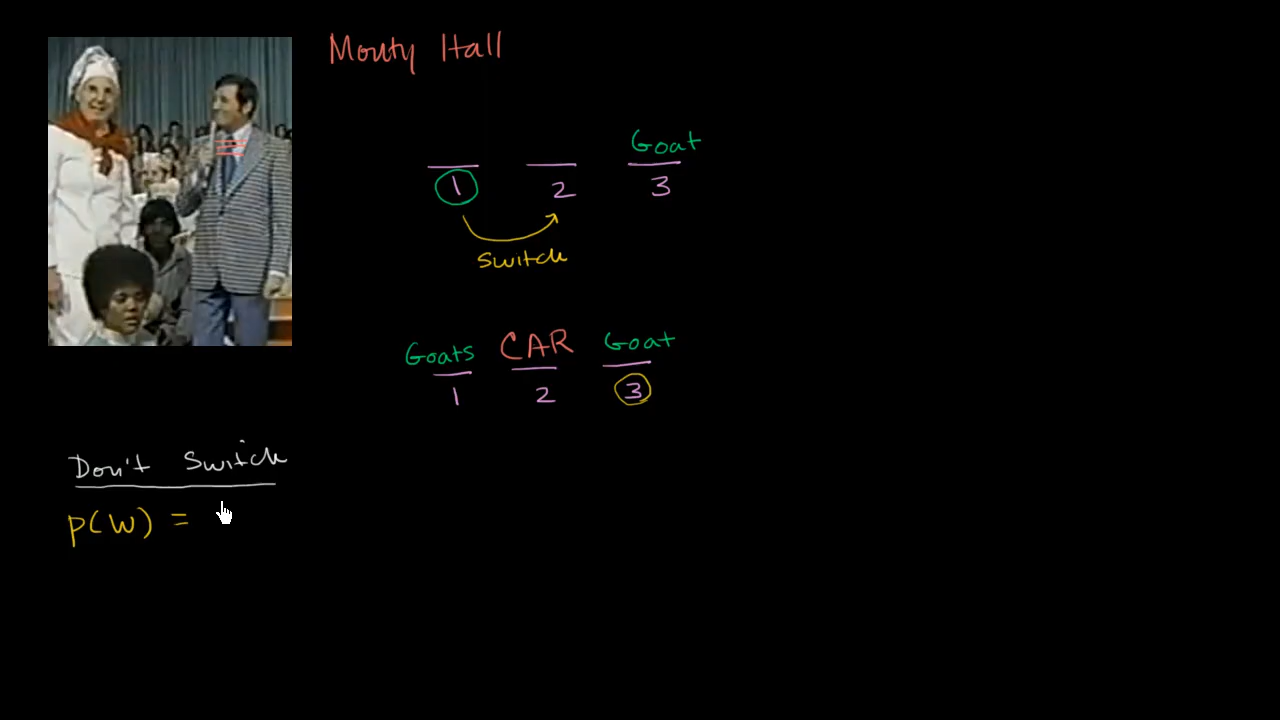 Monty Hall
Goat
1 2 3
switch
Goats CAR Goat
1 2 3
Don't Switch
P(W) =